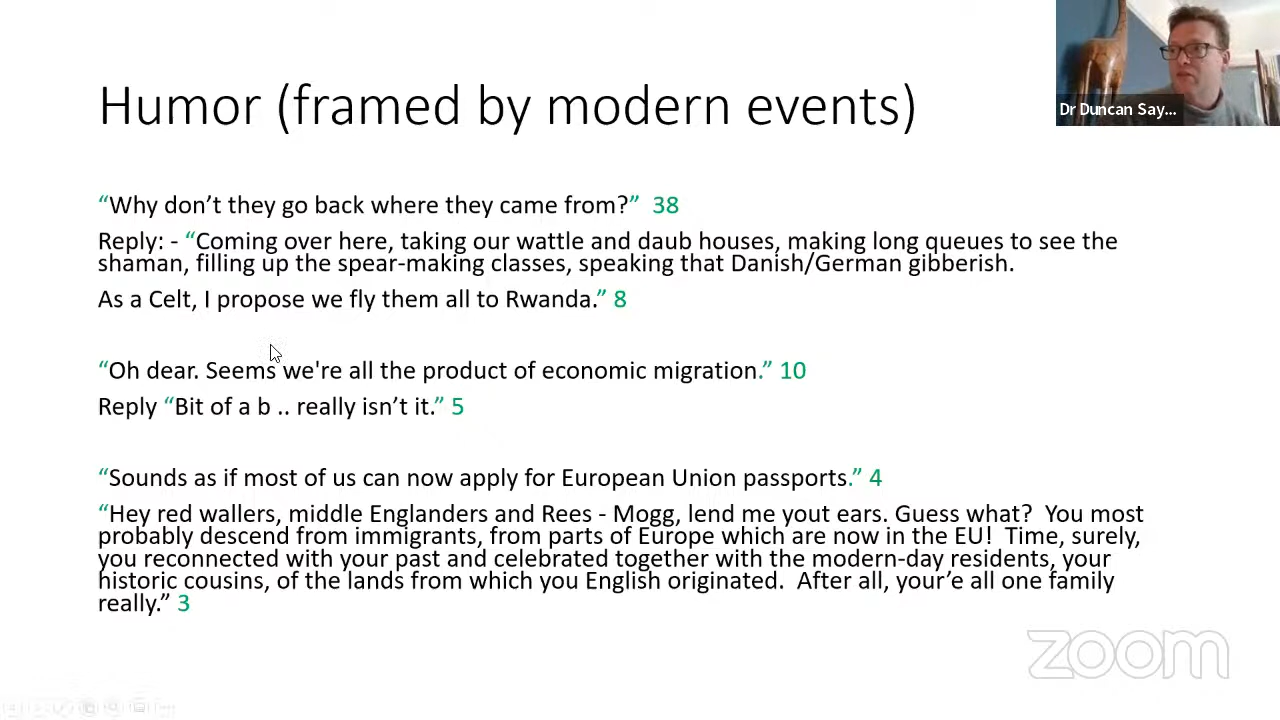 Humor (framed by modern events)
Dr Duncan Say...
“Why don’t they go back where they came from?” 38
Reply: - “Coming over here, taking our wattle and daub houses, making long queues to see the
shaman, filling up the spear-making classes, speaking that Danish/German gibberish.
As a Celt, I propose we fly them all to Rwanda.” 8
“Oh dear. Seems we're all the product of economic migration.” 10
Reply “Bit of a b .. really isn’t it.” 5
“Sounds as if most of us can now apply for European Union passports.” 4
“Hey red wallers, middle Englanders and Rees - Mogg, lend me yout ears. Guess what? You most
probably descend from immigrants, from parts of Europe which are now in the EU! Time, surely,
you reconnected with your past and celebrated together with the modern-day residents, your
historic cousins, of the lands from which you English originated. After all, your’e all one family
really.” 3
zoom